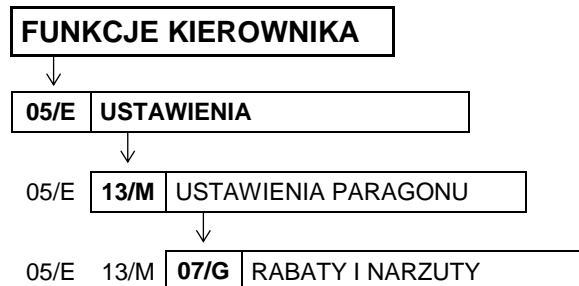 FUNKCJE KIEROWNIKA
05/E USTAWIENIA
05/E 13/M USTAWIENIA PARAGONU
05/E 13/M 07/G RABATY I NARZUTY